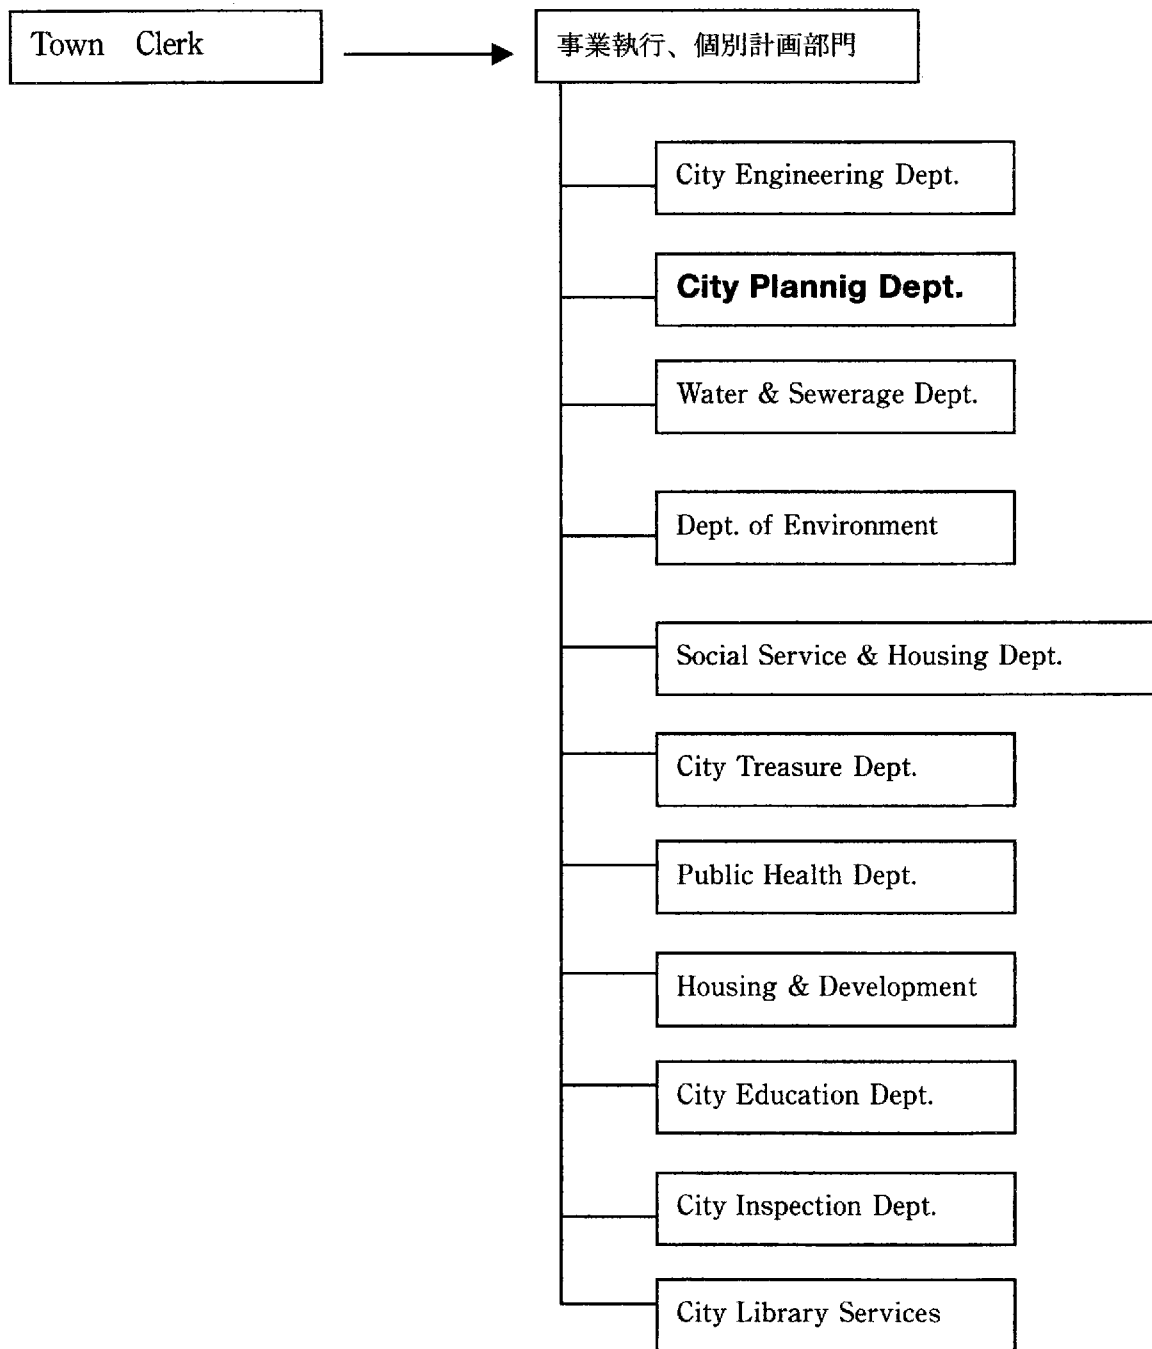 Town Clerk
事業執行、個別計画部門
City Engineering Dept.
City Plannig Dept.
Water & Sewerage Dept.
Dept. of Environment
Social Service & Housing Dept.
City Treasure Dept.
Public Health Dept.
Housing & Development
City Education Dept.
City Inspection Dept.
City Library Services